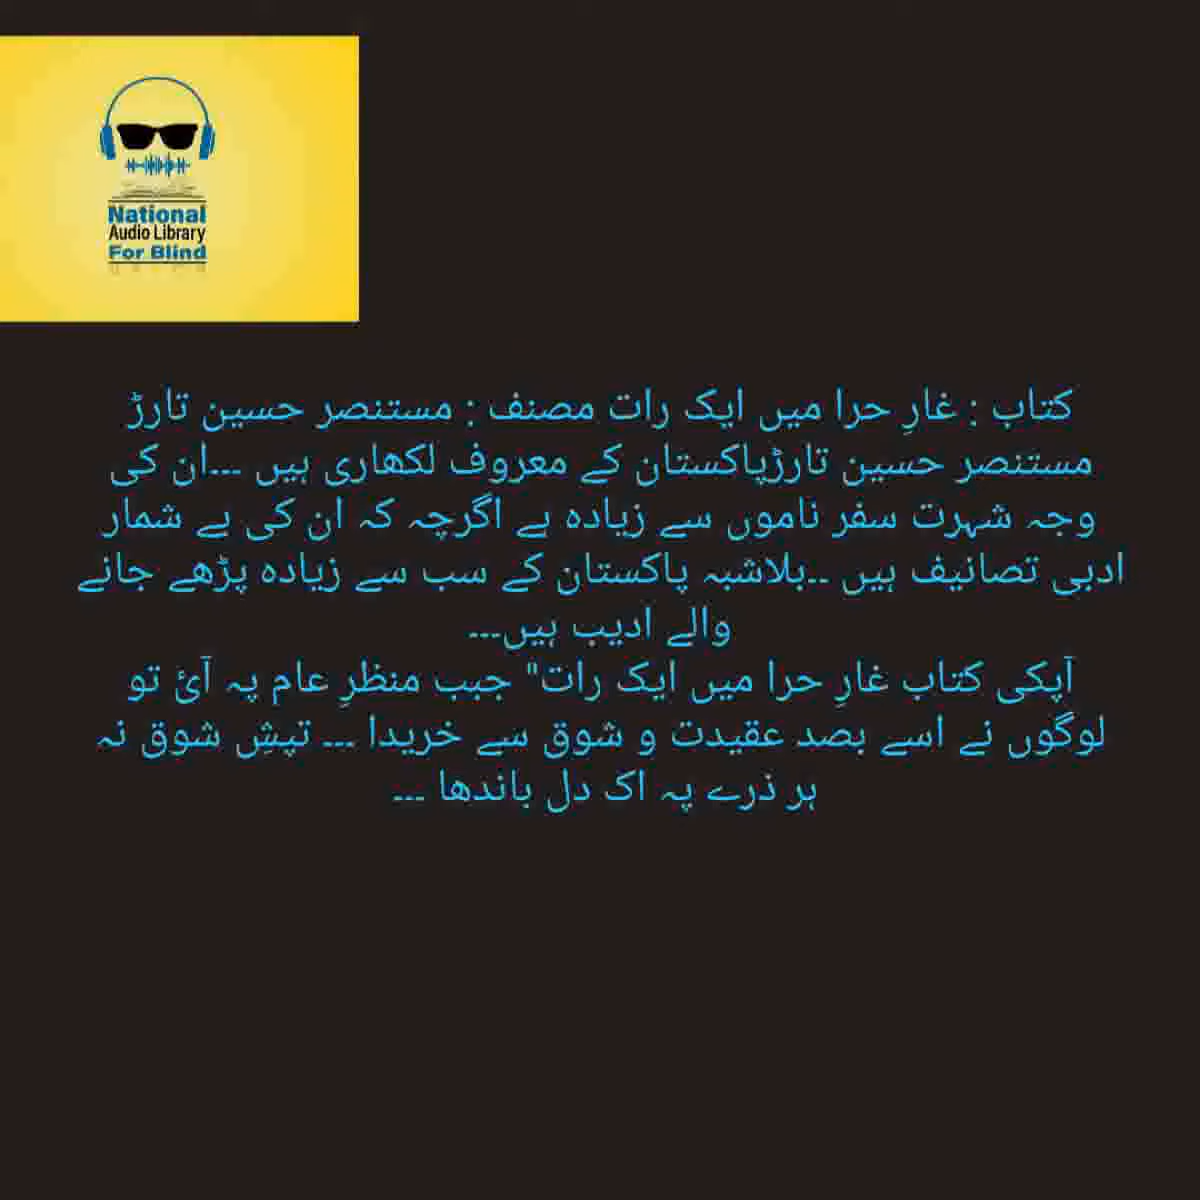 National
Audio Library
For Blind
کتاب : غارِ حرا میں ایک رات مصنف : مستنصر حسین تارڑ
مستنصر حسین تارڑپاکستان کے معروف لکھاری ہیں ---ان کی
وجہ شہرت سفر ناموں سے زیادہ ہے اگرچہ کہ ان کی بے شمار
ادبی تصانیف ہیں --بلاشبہ پاکستان کے سب سے زیادہ پڑھے جانے
والے ادیب ہیں---
آپکی کتاب غارِ حرا میں ایک رات" جبب منظرِ عام پہ آئ تو
لوگوں نے اسے بصد عقیدت و شوق سے خریدا --- تپشِ شوق نہ
ہر ذرے پہ اک دل باندھا ---